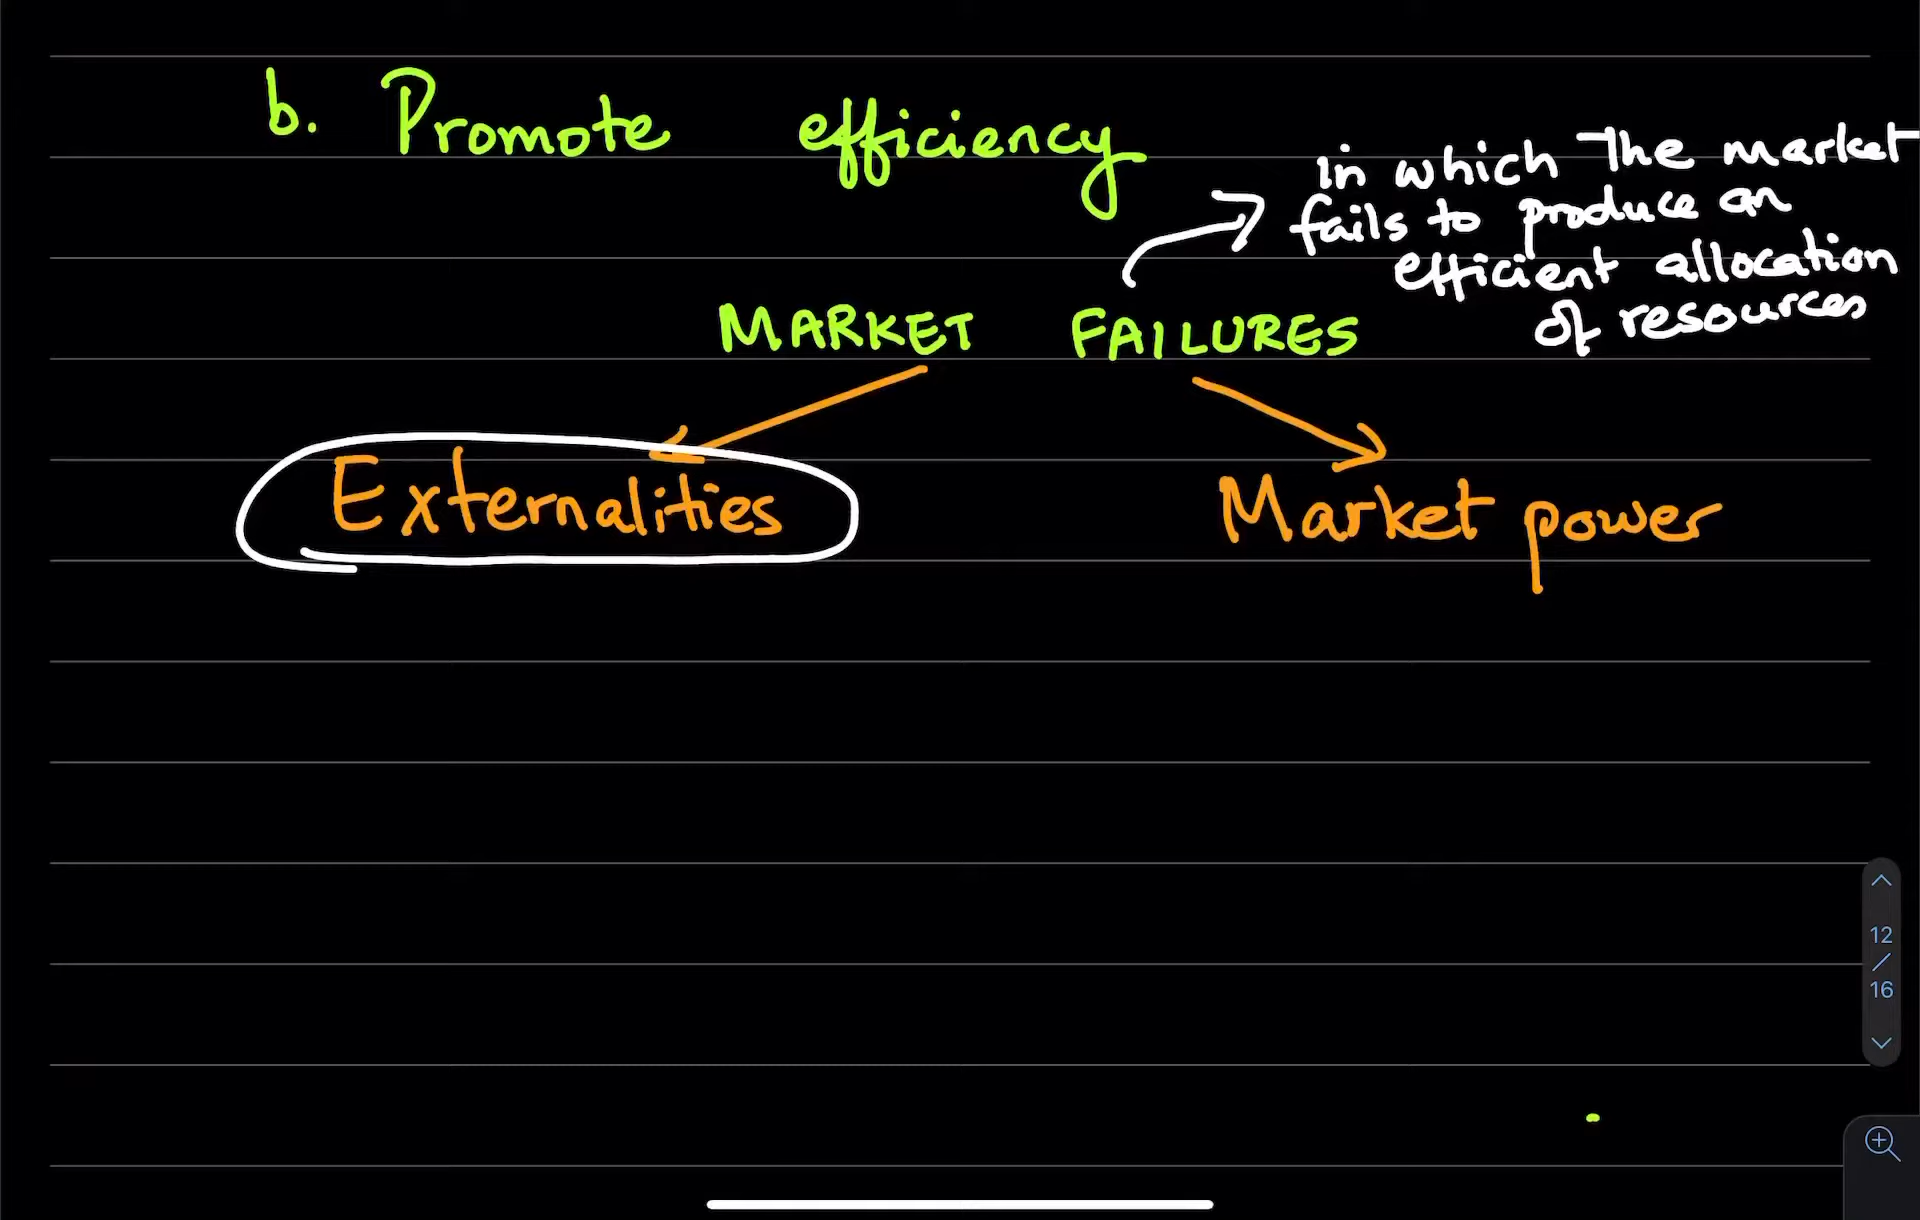 b. Promote efficiency
in which the market
fails to produce an
efficient allocation
of resources
MARKET FAILURES
Externalities
Market power
12
/
16